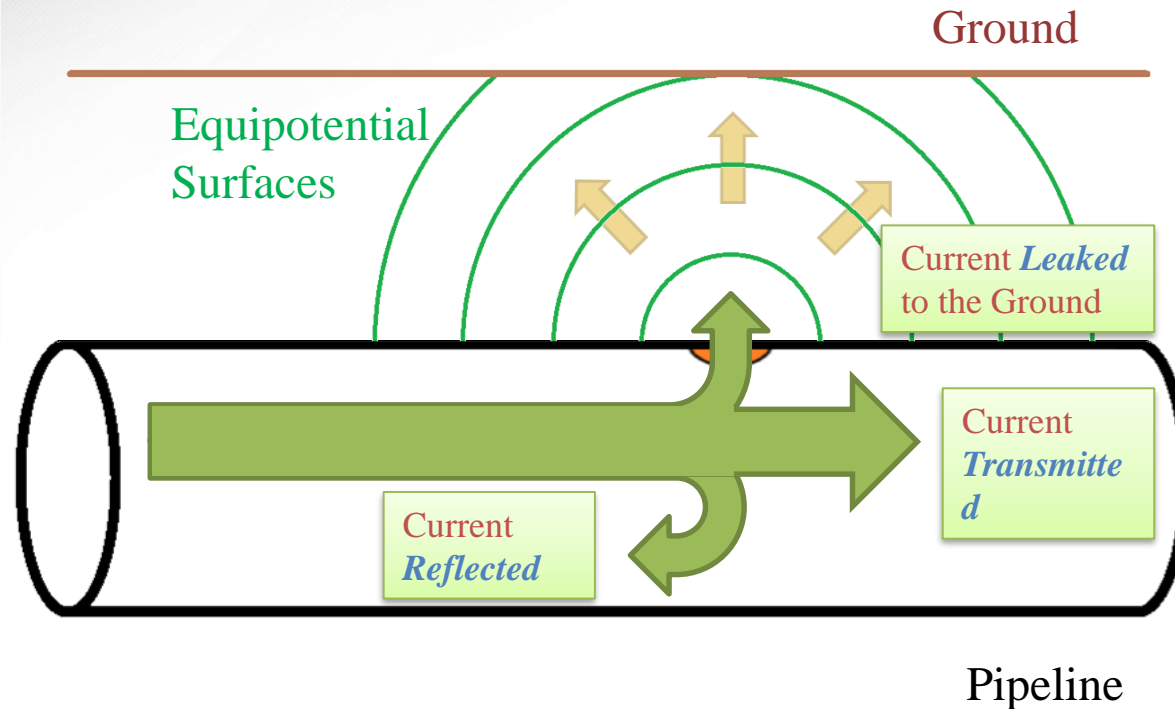 Ground
Equipotential
Surfaces
Current Leaked
to the Ground
Current
Transmitte
d
Current
Reflected
Pipeline